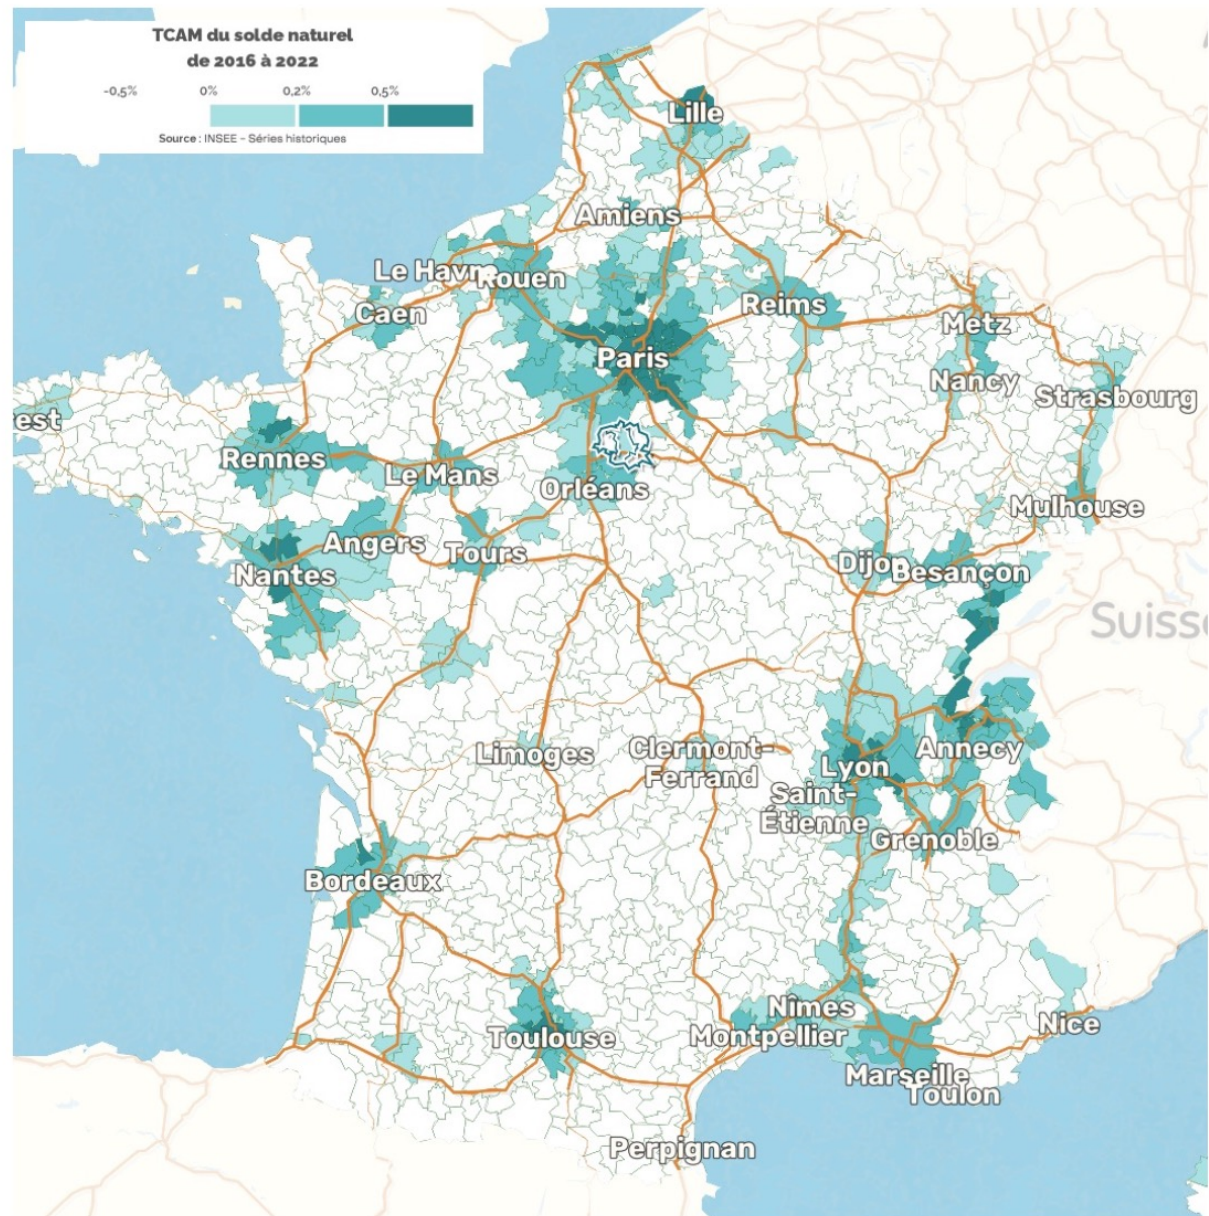 TCAM du solde naturel
de 2016 à 2022
-0,5%
0%
0,2%
0,5%
Source : INSEE - Séries historiques
Lille
Amiens
Le Havre
Rouen
Caen
Reims
Metz
Paris
Nancy
Strasbourg
est
Rennes
Le Mans
Orléans
Mulhouse
Angers
Tours
Nantes
Dijon
Besançon
Suisse
Limoges
Clermont-
Ferrand
Annecy
Lyon
Saint-
Étienne
Grenoble
Bordeaux
Nîmes
Montpellier
Toulouse
Nice
Marseille
Toulon
Perpignan